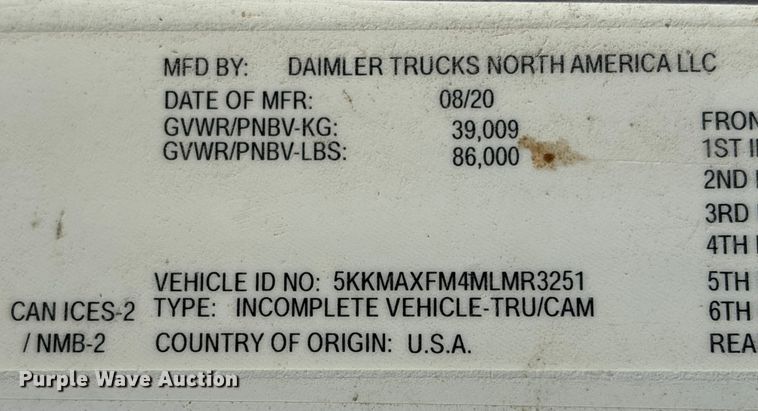 MFD BY: DAIMLER TRUCKS NORTH AMERICA LLC
DATE OF MFR: 08/20
GVWR/PNBV-KG: 39,009
GVWR/PNBV-LBS: 86,000
FRON
1ST
2ND
3RD
4TH
5TH
6TH
REA
VEHICLE ID NO: 5KKMAXFM4MLMR3251
CAN ICES-2 TYPE: INCOMPLETE VEHICLE-TRU/CAM
/ NMB-2 COUNTRY OF ORIGIN: U.S.A.
Purple Wave Auction